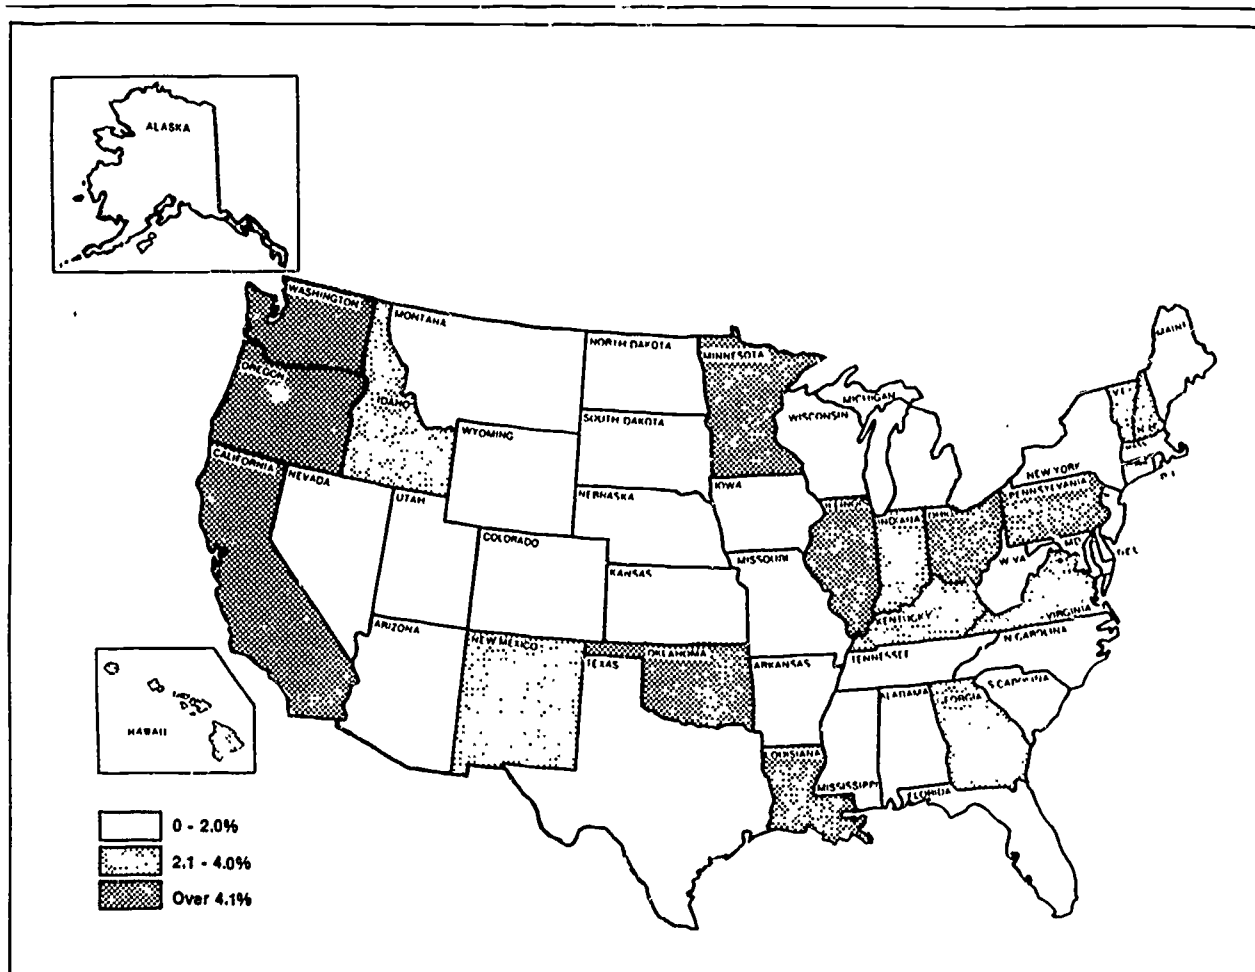 ALASKA
WASHINGTON
MONTANA
NORTH DAKOTA
MINNESOTA
MAINE
OREGON
IDAHO
MICHIGAN
WISCONSIN
SOUTH DAKOTA
WYOMING
CALIFORNIA
NEVADA
UTAH
NEBRASKA
IOWA
NEW YORK
PENNSYLVANIA
R I
INDIANA
COLORADO
MISSOURI
W VA
DEL
KANSAS
KENTUCKY
VIRGINIA
ARIZONA
NEW MEXICO
OKLAHOMA
N CAROLINA
TENNESSEE
TEXAS
ARKANSAS
S CAROLINA
ALABAMA
GEORGIA
HAWAII
LOUISIANA
MISSISSIPPI
FLORIDA
0 - 2.0%
2.1 - 4.0%
Over 4.1%